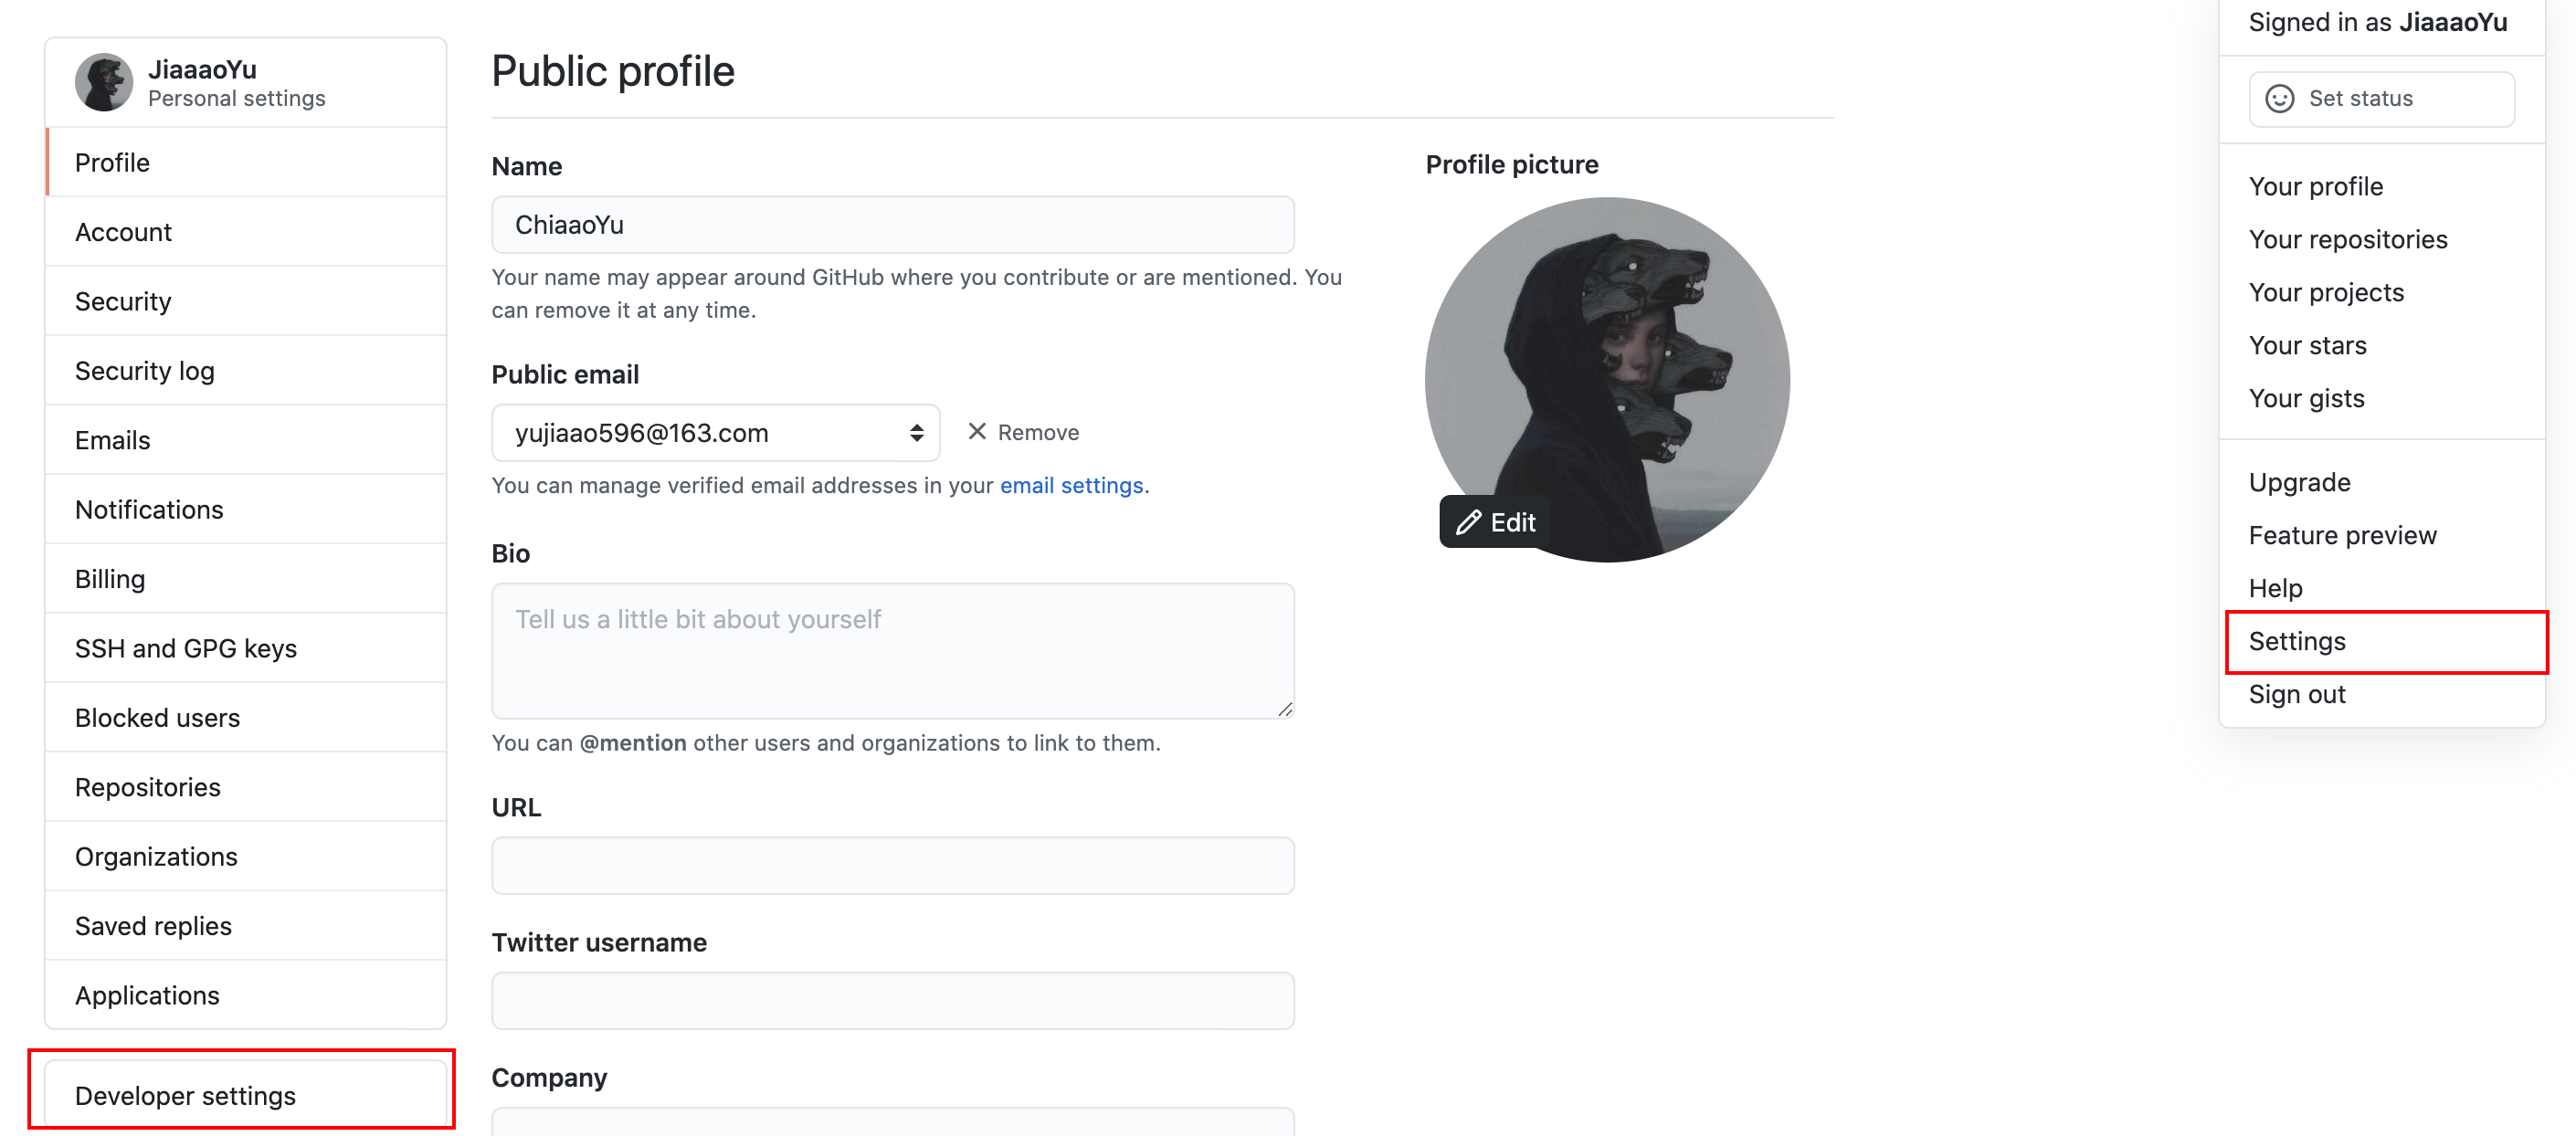 JiaaaoYu
Personal settings
Profile
Account
Security
Security log
Emails
Notifications
Billing
SSH and GPG keys
Blocked users
Repositories
Organizations
Saved replies
Applications
Developer settings
Public profile
Name
ChiaaoYu
Your name may appear around GitHub where you contribute or are mentioned. You
can remove it at any time.
Public email
yujiaao596@163.com
Remove
You can manage verified email addresses in your email settings.
Bio
Tell us a little bit about yourself
You can @mention other users and organizations to link to them.
URL
Twitter username
Company
Profile picture
Edit
Signed in as JiaaaoYu
Set status
Your profile
Your repositories
Your projects
Your stars
Your gists
Upgrade
Feature preview
Help
Settings
Sign out